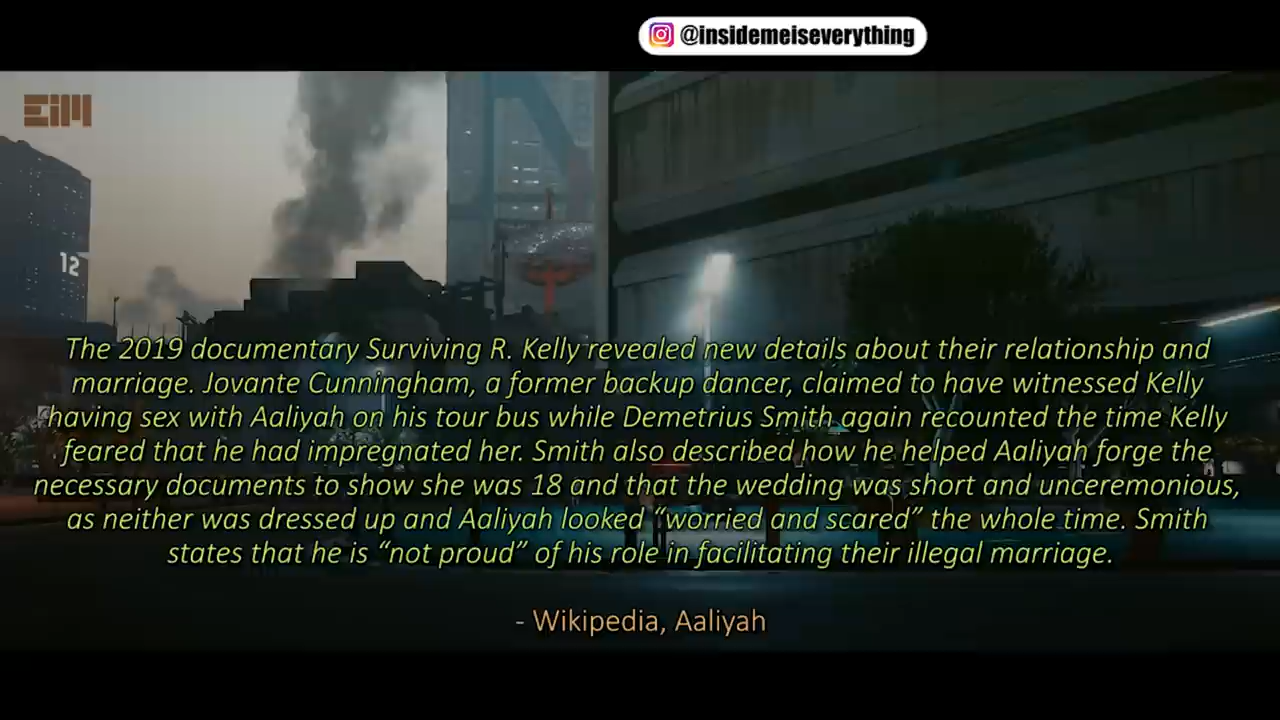 @insidemeiseverything
EIM
12
The 2019 documentary Surviving R. Kelly revealed new details about their relationship and
marriage. Jovante Cunningham, a former backup dancer, claimed to have witnessed Kelly
having sex with Aaliyah on his tour bus while Demetrius Smith again recounted the time Kelly
feared that he had impregnated her. Smith also described how he helped Aaliyah forge the
necessary documents to show she was 18 and that the wedding was short and unceremonious,
as neither was dressed up and Aaliyah looked “worried and scared” the whole time. Smith
states that he is “not proud” of his role in facilitating their illegal marriage.
- Wikipedia, Aaliyah